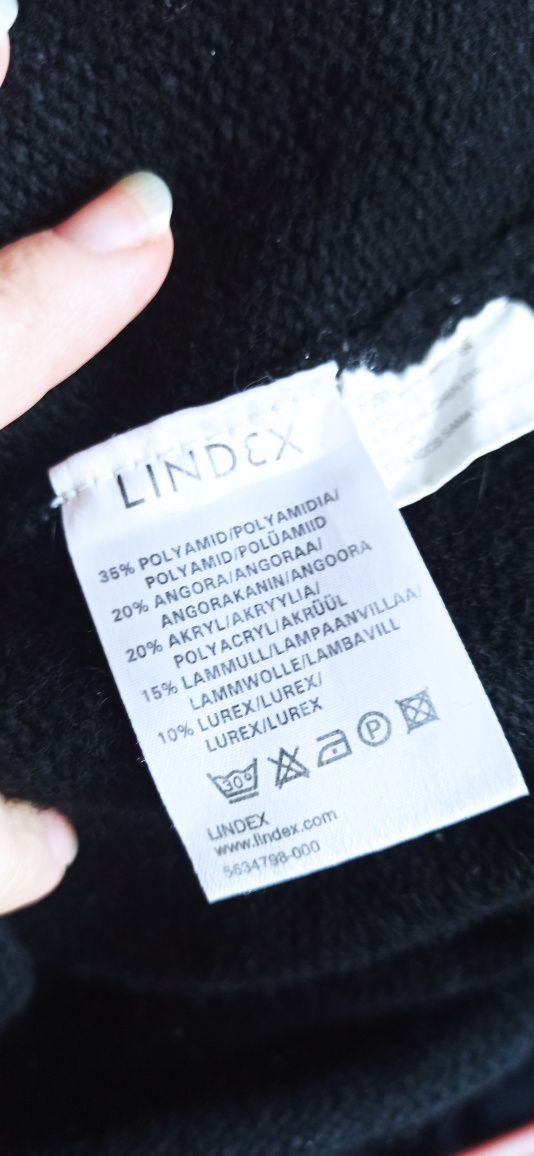 LINDEX
35% POLYAMID/POLYAMIDIA/
POLYAMID/POLÜAMIID
20% ANGORA/ANGORAA/
ANGORAKANIN/ANGOORA
20% AKRYL/AKRYYLIA/
POLYACRYL/AKRÜÜL
15% LAMMULL/LAMPAANVILLAA/
LAMMWOLLE/LAMBAVILL
10% LUREX/LUREX/
LUREX/LUREX
30°
P
LINDEX
www.lindex.com
5634798-000